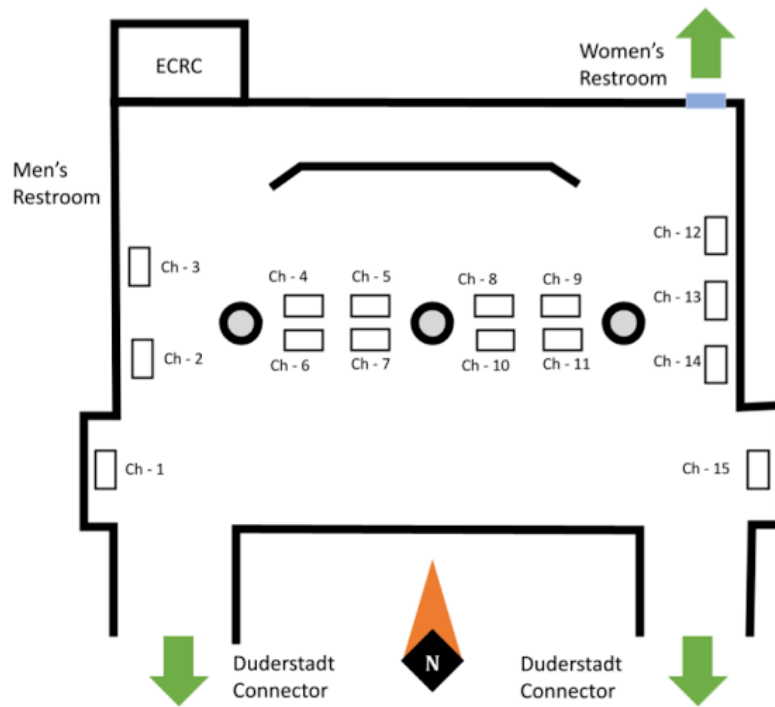 ECRC
Women's
Restroom
Men's
Restroom
Ch - 12
Ch - 3
Ch - 4
Ch - 5
Ch - 8
Ch - 9
Ch - 13
Ch - 2
Ch - 6
Ch - 7
Ch - 10
Ch - 11
Ch - 14
Ch - 1
Ch - 15
N
Duderstadt
Connector
Duderstadt
Connector